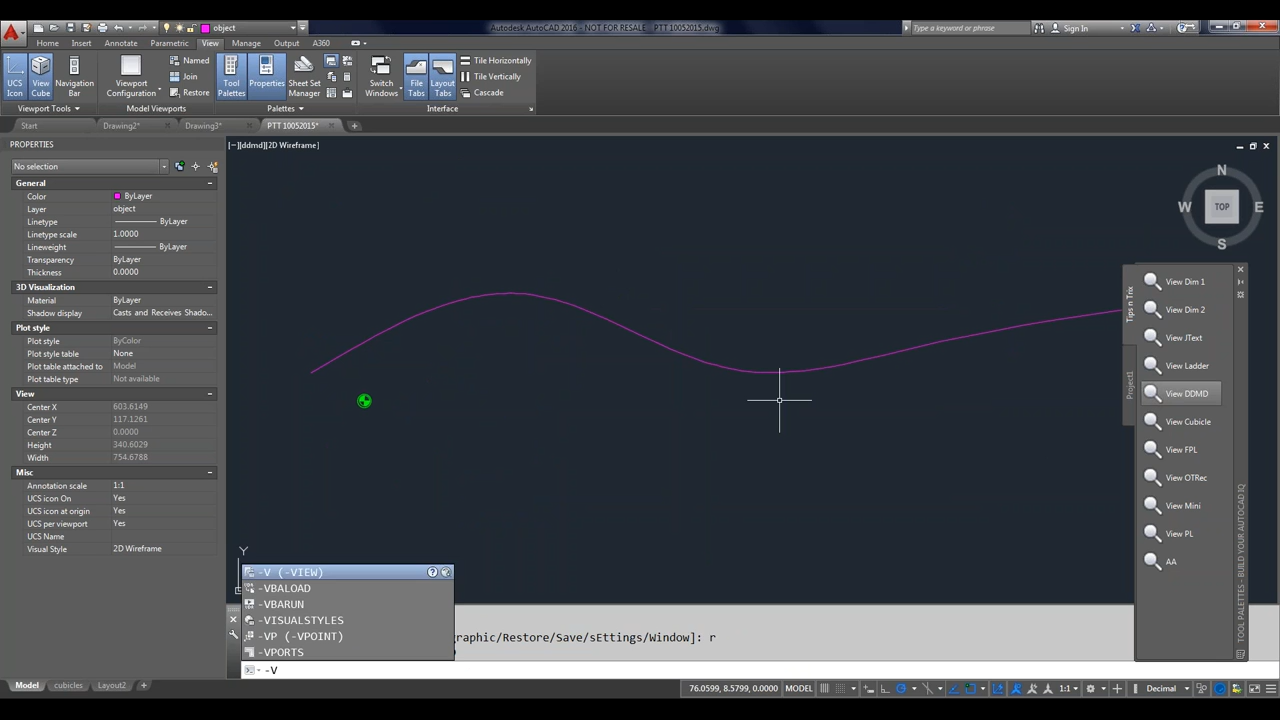 object
Autodesk AutoCAD 2016 - NOT FOR RESALE PTT 10052015.dwg
Type a keyword or phrase
Sign In
Home Insert Annotate Parametric View Manage Output A360
UCS Icon
View Cube
Navigation Bar
Viewport Configuration
Named
Join
Restore
Tool Palettes
Properties
Sheet Set Manager
Switch Windows
File Tabs
Layout Tabs
Tile Horizontally
Tile Vertically
Cascade
Viewport Tools Model Viewports Palettes Interface
Start Drawing2* Drawing3* PTT 10052015*
PROPERTIES
[−][ddmd][2D Wireframe]
No selection
General
Color ByLayer
Layer object
Linetype ByLayer
Linetype scale 1.0000
Lineweight ByLayer
Transparency ByLayer
Thickness 0.0000
3D Visualization
Material ByLayer
Shadow display Casts and Receives Shado...
Plot style
Plot style ByColor
Plot style table None
Plot table attached to Model
Plot table type Not available
View
Center X 603.6149
Center Y 117.1261
Center Z 0.0000
Height 340.6029
Width 754.6788
Misc
Annotation scale 1:1
UCS icon On Yes
UCS icon at origin Yes
UCS per viewport Yes
UCS Name
Visual Style 2D Wireframe
N
W TOP E
S
Tips n Trix
Project1
View Dim 1
View Dim 2
View JText
View Ladder
View DDMD
View Cubicle
View FPL
View OTRec
View Mini
View PL
AA
TOOL PALETTES - BUILD YOUR AUTOCAD IQ
Y
-V (-VIEW)
-VBALOAD
-VBARUN
-VISUALSTYLES
-VP (-VPOINT)
-VPORTS
graphic/Restore/Save/sEttings/Window]: r
-V
Model cubicles Layout2
76.0599, 8.5799, 0.0000 MODEL 1:1 Decimal